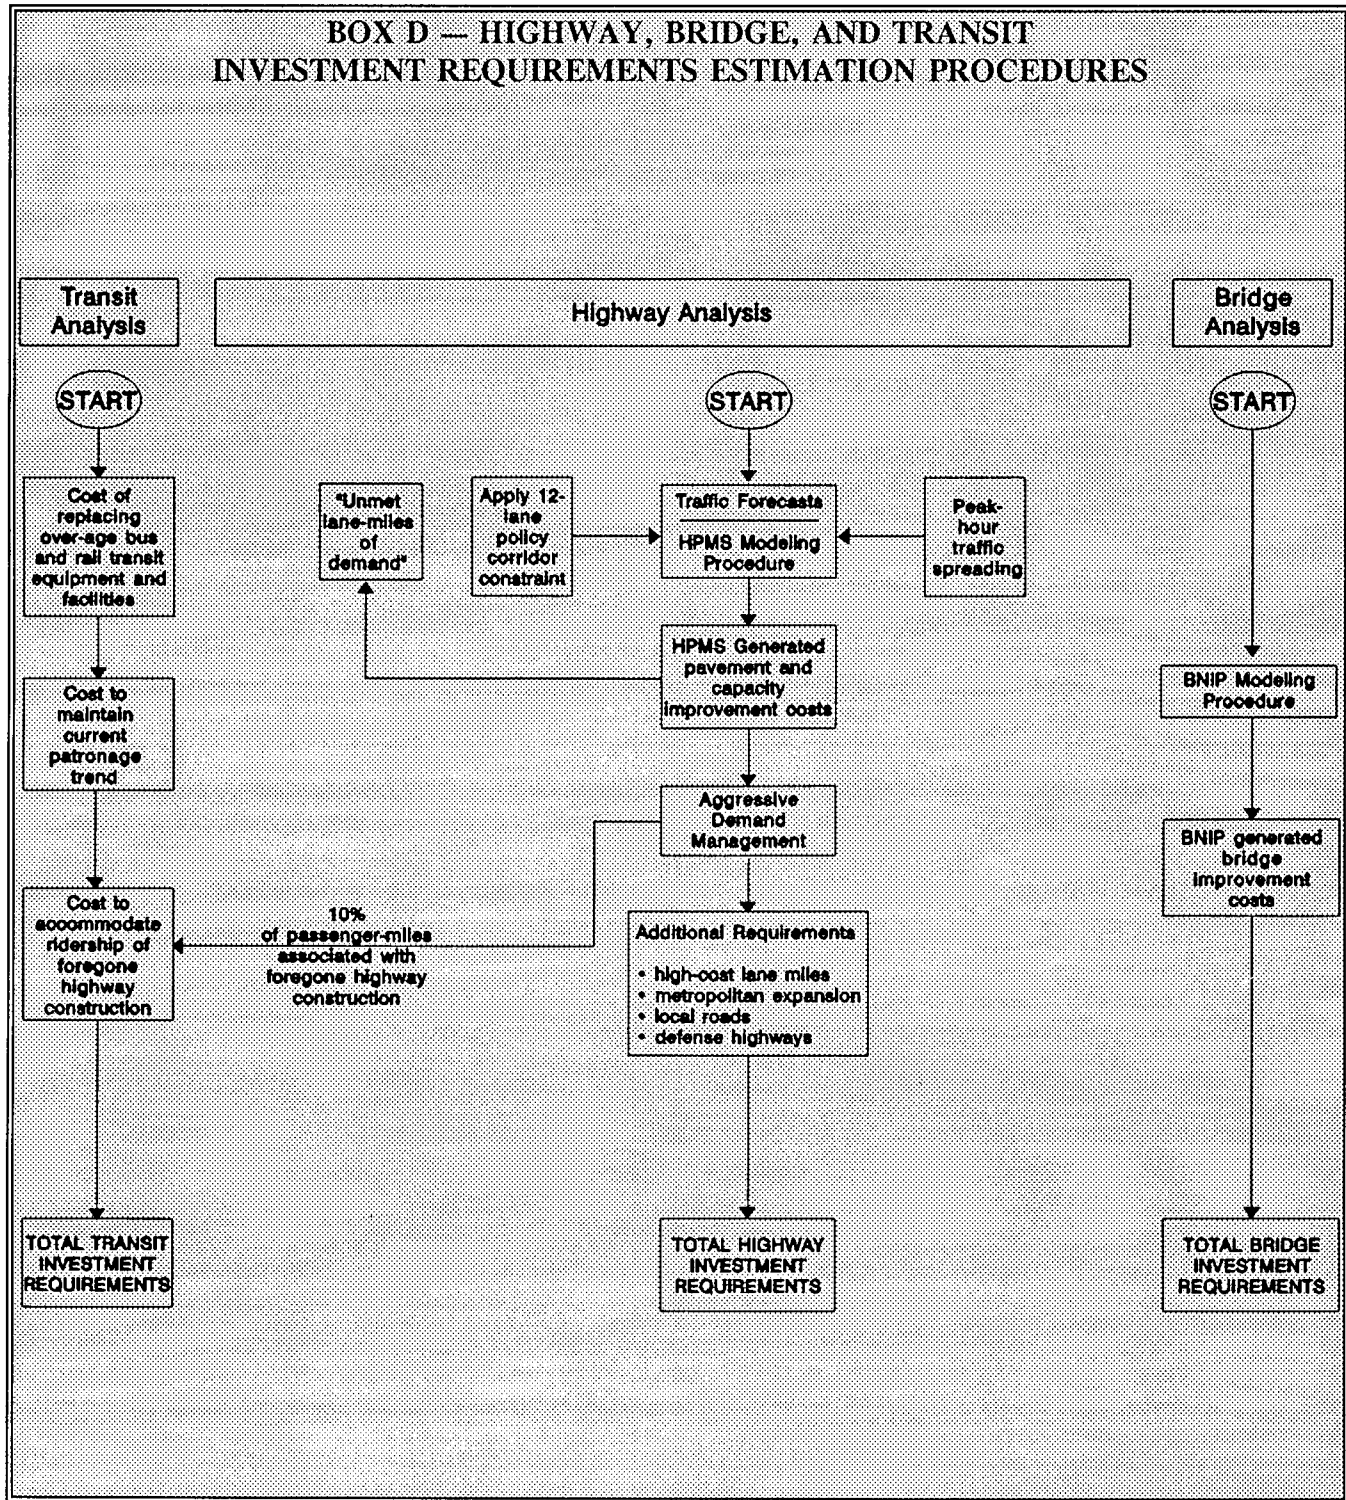 BOX D — HIGHWAY, BRIDGE, AND TRANSIT
INVESTMENT REQUIREMENTS ESTIMATION PROCEDURES
Transit
Analysis
Highway Analysis
Bridge
Analysis
START
START
START
Cost of
replacing
over-age bus
and rail transit
equipment and
facilities
"Unmet
lane-miles
of
demand"
Apply 12-
lane
policy
corridor
constraint
Traffic Forecasts
HPMS Modeling
Procedure
Peak-
hour
traffic
spreading
HPMS Generated
pavement and
capacity
improvement costs
BNIP Modeling
Procedure
Cost to
maintain
current
patronage
trend
Aggressive
Demand
Management
BNIP generated
bridge
improvement
costs
Cost to
accommodate
ridership of
foregone
highway
construction
10%
of passenger-miles
associated with
foregone highway
construction
Additional Requirements
• high-cost lane miles
• metropolitan expansion
• local roads
• defense highways
TOTAL TRANSIT
INVESTMENT
REQUIREMENTS
TOTAL HIGHWAY
INVESTMENT
REQUIREMENTS
TOTAL BRIDGE
INVESTMENT
REQUIREMENTS